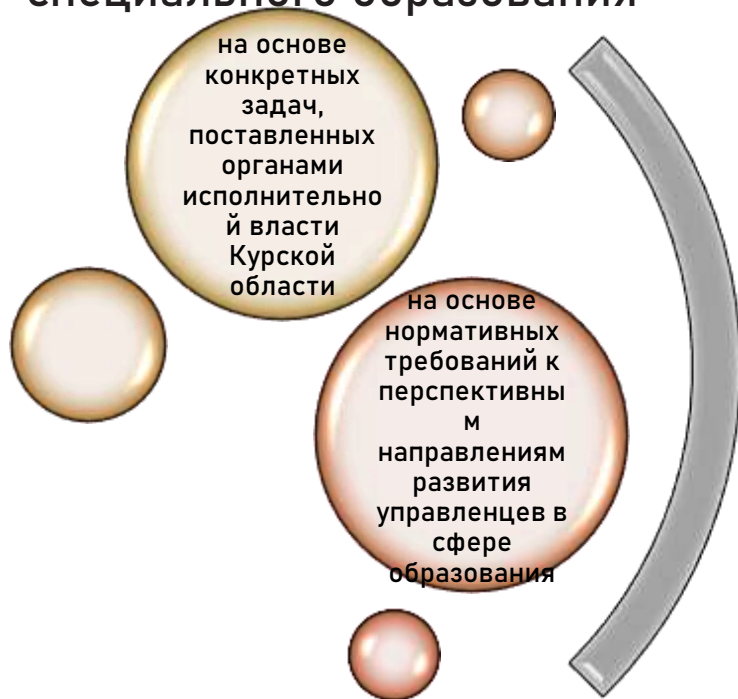 специального образования
на основе
конкретных
задач,
поставленных
органами
исполнительно
й власти
Курской
области
на основе
нормативных
требований к
перспективны
м
направлениям
развития
управленцев в
сфере
образования